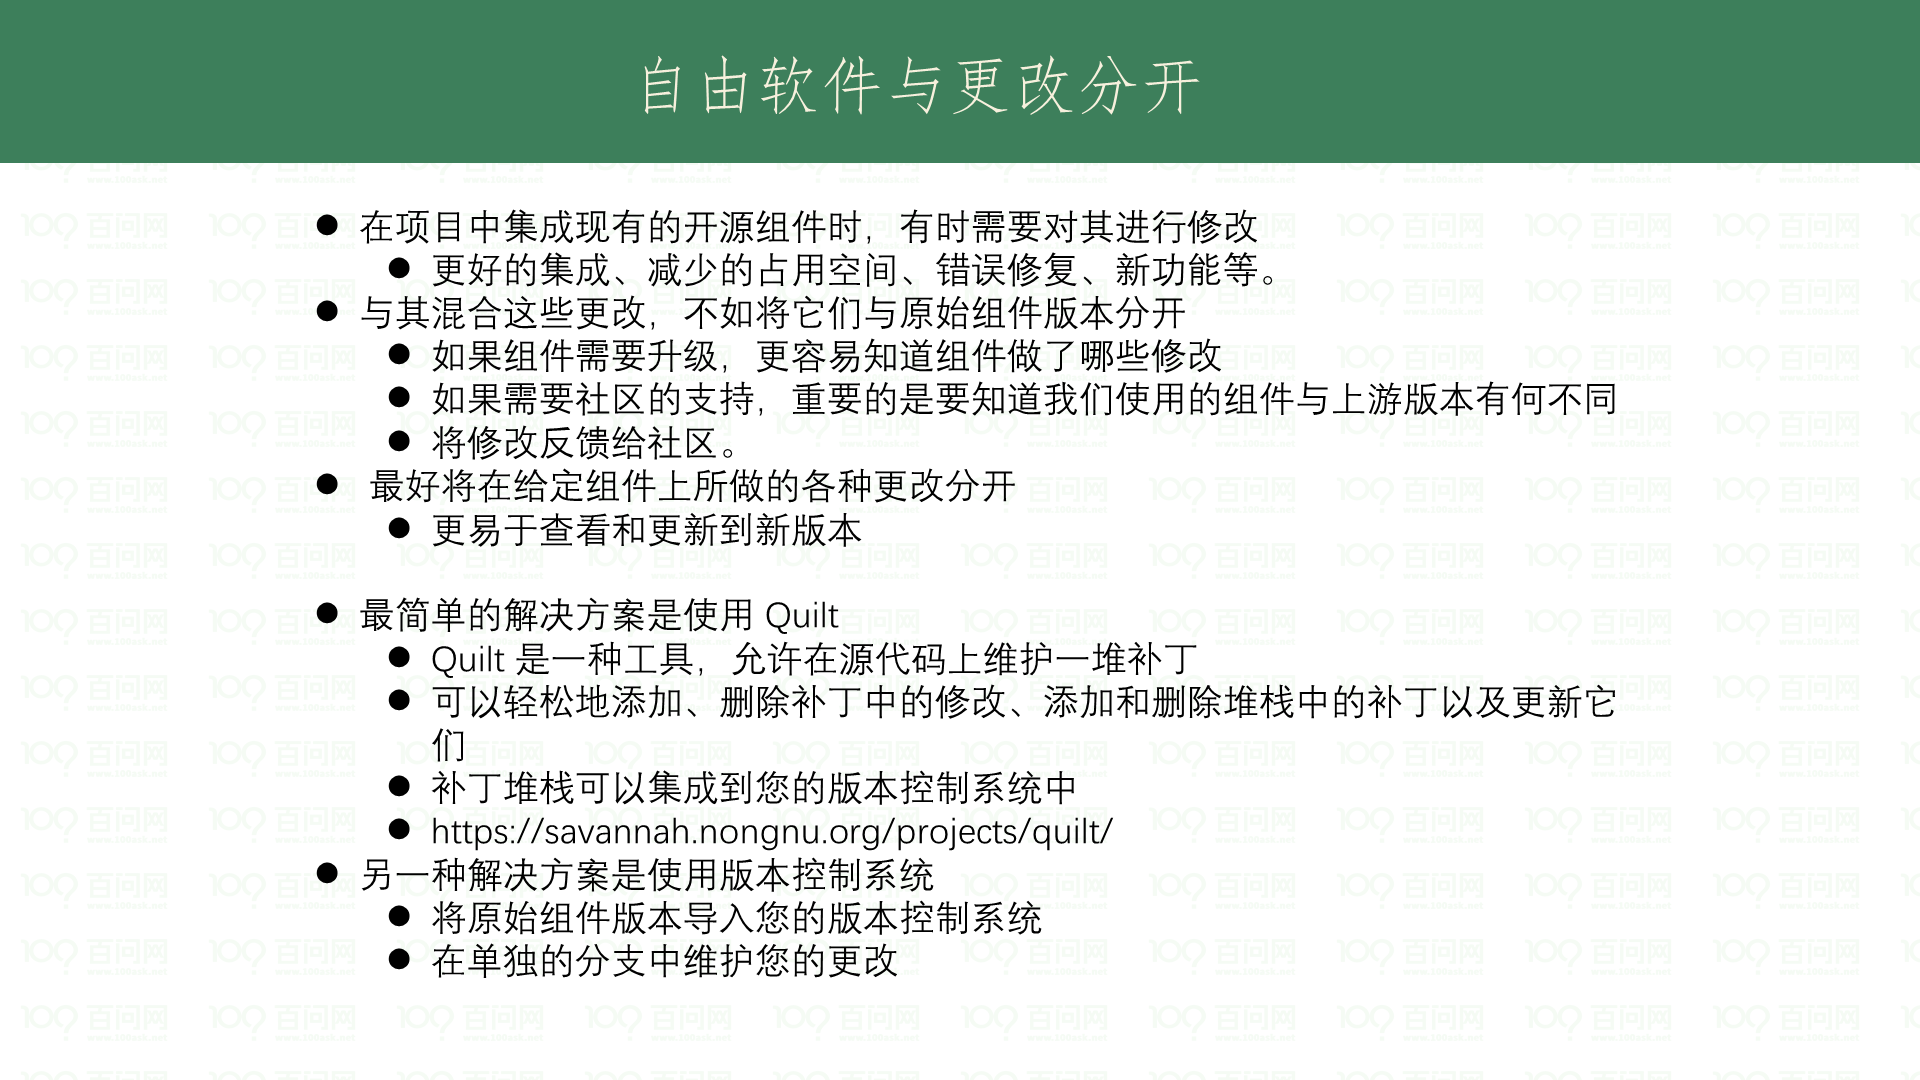 自由软件与更改分开
● 在项目中集成现有的开源组件时，有时需要对其进行修改
● 更好的集成、减少的占用空间、错误修复、新功能等。
● 与其混合这些更改，不如将它们与原始组件版本分开
● 如果组件需要升级，更容易知道组件做了哪些修改
● 如果需要社区的支持，重要的是要知道我们使用的组件与上游版本有何不同
● 将修改反馈给社区。
● 最好将在给定组件上所做的各种更改分开
● 更易于查看和更新到新版本
● 最简单的解决方案是使用 Quilt
● Quilt 是一种工具，允许在源代码上维护一堆补丁
● 可以轻松地添加、删除补丁中的修改、添加和删除堆栈中的补丁以及更新它
们
● 补丁堆栈可以集成到您的版本控制系统中
● https://savannah.nongnu.org/projects/quilt/
● 另一种解决方案是使用版本控制系统
● 将原始组件版本导入您的版本控制系统
● 在单独的分支中维护您的更改
百问网
www.100ask.net